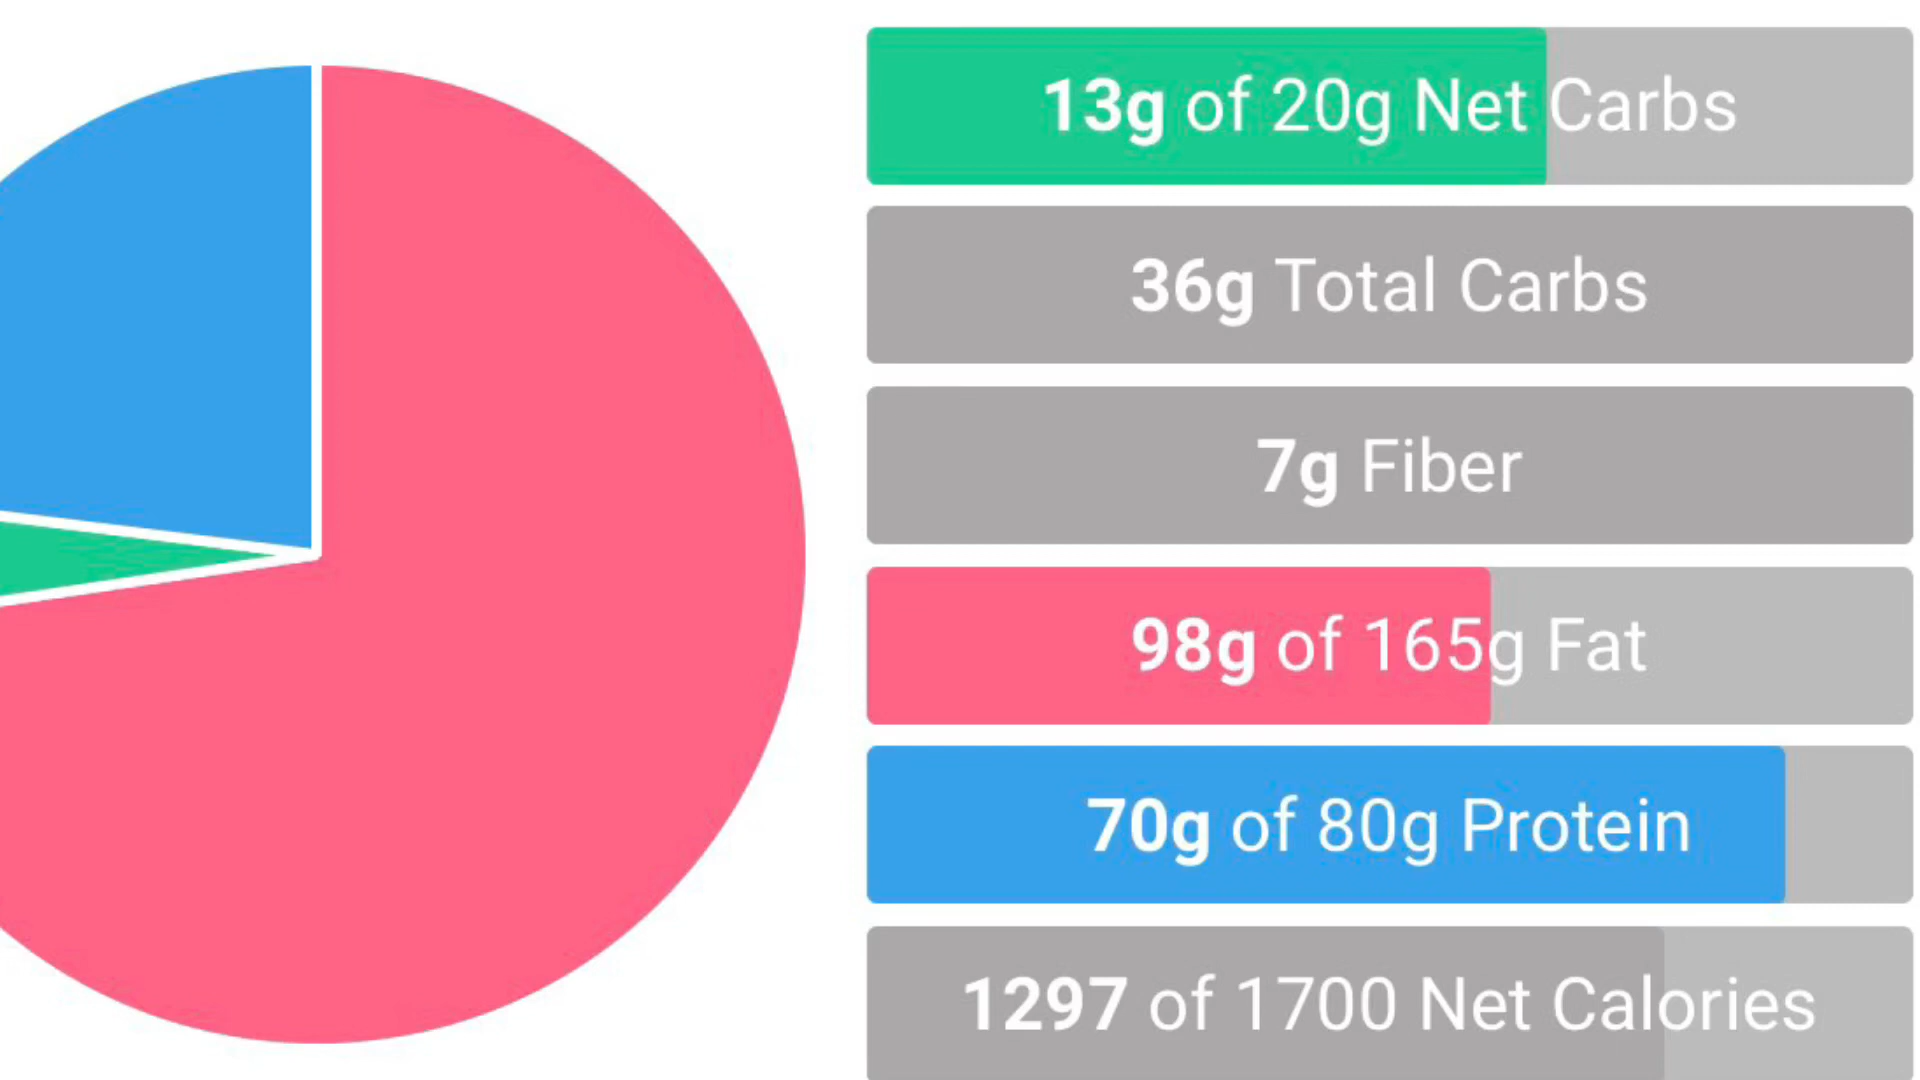 13g of 20g Net Carbs
36g Total Carbs
7g Fiber
98g of 165g Fat
70g of 80g Protein
1297 of 1700 Net Calories